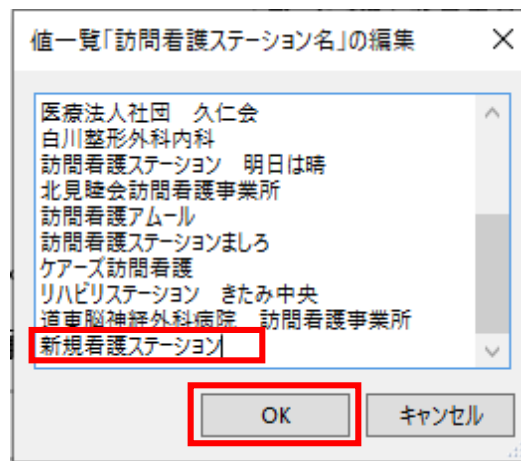 値一覧「訪問看護ステーション名」の編集
医療法人社団　久仁会
白川整形外科内科
訪問看護ステーション　明日は晴
北見睦会訪問看護事業所
訪問看護アムール
訪問看護ステーションましろ
ケアーズ訪問看護
リハビリステーション　きたみ中央
道東脳神経外科病院　訪問看護事業所
新規看護ステーション
OK
キャンセル